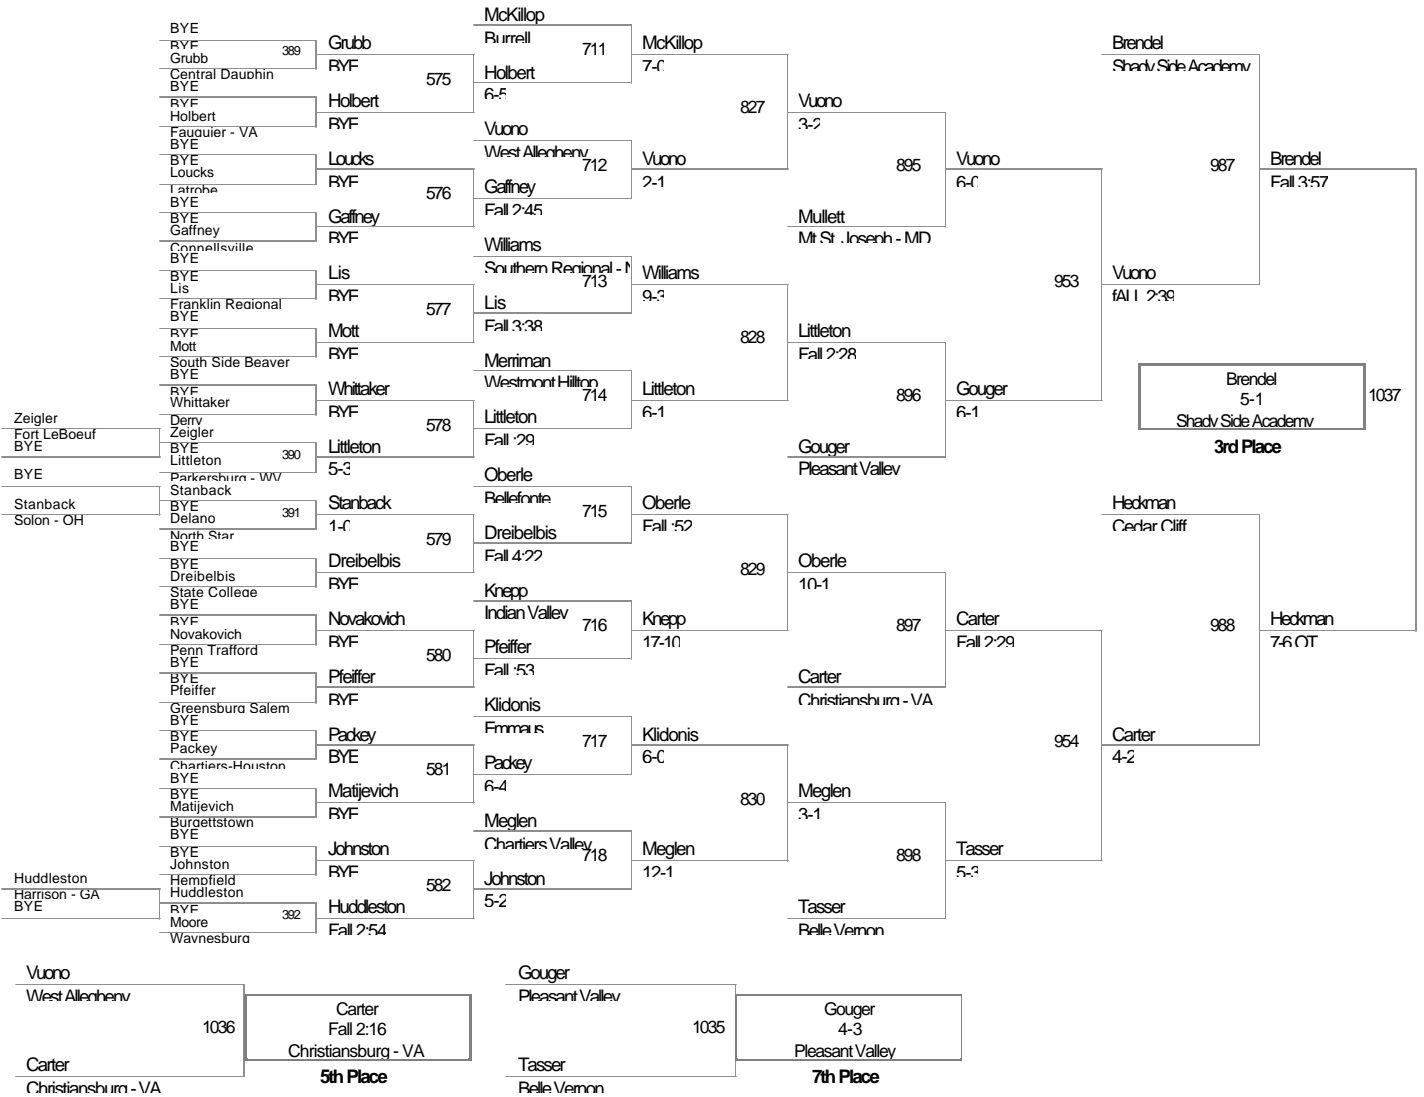 Zeigler
Fort LeBoeuf
BYE
BYE
Stanback
Solon - OH
Huddleston
Harrison - GA
BYE
BYE
BYE
Grubb
389
Central Dauphin
BYE
BYE
Holbert
Fauquier - VA
BYE
BYE
Loucks
Latrobe
BYE
BYE
Gaffney
Connellsville
BYE
BYE
Lis
Franklin Regional
BYE
BYE
Mott
South Side Beaver
BYE
BYE
Whittaker
Derry
Zeigler
BYE
Littleton
390
Parkersburg - WV
Stanback
BYE
Delano
391
North Star
BYE
BYE
Dreibelbis
State College
BYE
BYE
Novakovich
Penn Trafford
BYE
BYE
Pfeiffer
Greensburg Salem
BYE
BYE
Packey
Chartiers-Houston
BYE
BYE
Matijevich
Burgettstown
BYE
BYE
Johnston
Hempfield
Huddleston
BYE
Moore
392
Waynesburg
Grubb
BYE
575
Holbert
BYE
Loucks
BYE
576
Gaffney
BYE
Lis
BYE
577
Mott
BYE
Whittaker
BYE
578
Littleton
5-3
Stanback
1-0
579
Dreibelbis
BYE
Novakovich
BYE
580
Pfeiffer
BYE
Packey
BYE
581
Matijevich
BYE
Johnston
BYE
582
Huddleston
Fall 2:54
McKillop
Burrell
711
Holbert
6-5
Vuono
West Allegheny
712
Gaffney
Fall 2:45
Williams
Southern Regional - N
713
Lis
Fall 3:38
Merriman
Westmont Hilltop
714
Littleton
Fall :29
Oberle
Bellefonte
715
Dreibelbis
Fall 4:22
Knepp
Indian Valley
716
Pfeiffer
Fall :53
Klidonis
Emmaus
717
Packey
6-4
Meglen
Chartiers Valley
718
Johnston
5-2
McKillop
7-0
827
Vuono
2-1
Williams
9-3
828
Littleton
6-1
Oberle
Fall :52
829
Knepp
17-10
Klidonis
6-0
830
Meglen
12-1
Vuono
3-2
895
Mullett
Mt St. Joseph - MD
Littleton
Fall 2:28
896
Gouger
Pleasant Valley
Oberle
10-1
897
Carter
Christiansburg - VA
Meglen
3-1
898
Tasser
Belle Vernon
Vuono
6-0
953
Gouger
6-1
Carter
Fall 2:29
954
Tasser
5-3
Brendel
Shady Side Academy
987
Vuono
fALL 2:39
Heckman
Cedar Cliff
988
Carter
4-2
Brendel
Fall 3:57
Brendel
5-1
Shady Side Academy
1037
3rd Place
Heckman
7-6 OT
Vuono
West Allegheny
1036
Carter
Christiansburg - VA
Carter
Fall 2:16
Christiansburg - VA
5th Place
Gouger
Pleasant Valley
1035
Tasser
Belle Vernon
Gouger
4-3
Pleasant Valley
7th Place